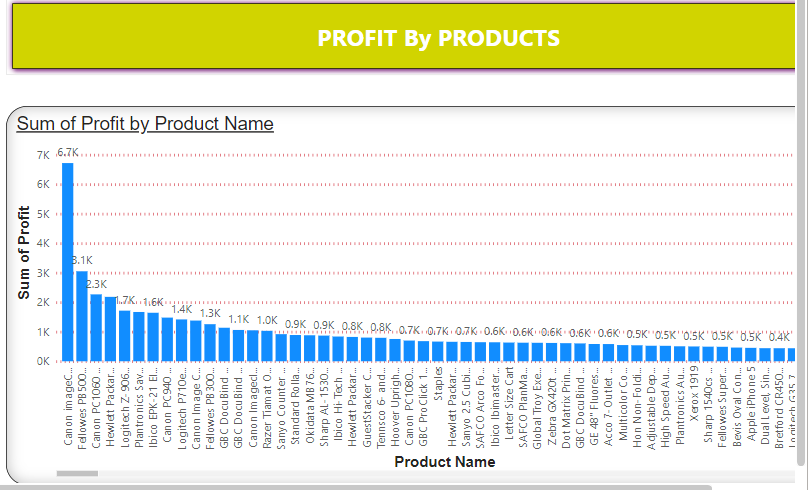 PROFIT By PRODUCTS
Sum of Profit by Product Name
Sum of Profit
7K
6K
5K
4K
3K
2K
1K
0K
6.7K
3.1K
2.3K
1.7K
1.6K
1.4K
1.3K
1.1K
1.0K
0.9K
0.9K
0.8K
0.8K
0.7K
0.7K
0.7K
0.6K
0.6K
0.6K
0.6K
0.6K
0.5K
0.5K
0.5K
0.5K
0.5K
0.4K
Canon imageC...
Fellowes PB500...
Canon PC1060 ...
Hewlett Packar...
Logitech Z-906...
Plantronics Sav...
Ibico EPK-21 El...
Canon PC940 ...
Logitech P710e...
Canon Image C...
Fellowes PB300...
GBC DocuBind ...
GBC DocuBind ...
Canon Imagecl...
Razer Tiamat O...
Sanyo Counter ...
Standard Rolla...
Okidata MB76...
Sharp AL-1530...
Ibico Hi-Tech ...
Hewlett Packar...
GuestStacker C...
Tennsco 6- and...
Hoover Uprigh...
Canon PC1080...
GBC ProClick 1...
Staples
Hewlett Packar...
Sanyo 2.5 Cubi...
SAFCO Arco Fo...
Ibico Ibimaster...
Letter Size Cart
SAFCO PlanMa...
Global Troy Exe...
Zebra GX420t ...
Dot Matrix Prin...
GBC DocuBind ...
GE 48" Fluores...
Acco 7- Outlet ...
Multicolor Co...
Hon Non-Foldi...
Adjustable Dep...
High Speed Au...
Plantronics Au...
Xerox 1919
Sharp 1540cs ...
Fellowes Super...
Bevis Oval Con...
Apple iPhone 5
Dual Level, Sin...
Bretford CR450...
Product Name